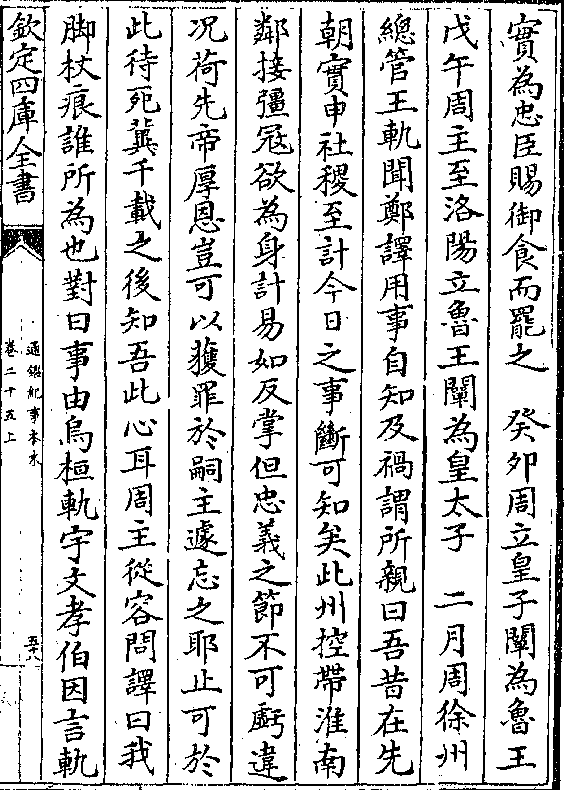 實為忠臣賜御食而罷之　癸卯周立皇子闡為魯王
戊午周主至洛陽立魯王闡為皇太子　二月周徐州
總管王軌聞鄭譯用事自知及禍謂所親曰吾昔在先
朝實申社稷至計今日之事斷可知矣此州控帶淮南
鄰接彊寇欲為身計易如反掌但忠義之節不可虧違
况荷先帝厚恩豈可以獲罪於嗣主遽忘之耶止可於
此待死冀千載之後知吾此心耳周主從容問譯曰我
脚杖痕誰所為也對曰事由烏桓軌宇文孝伯因言軌
欽定四庫全書
通鑑紀事本末
卷二十五上
五十八